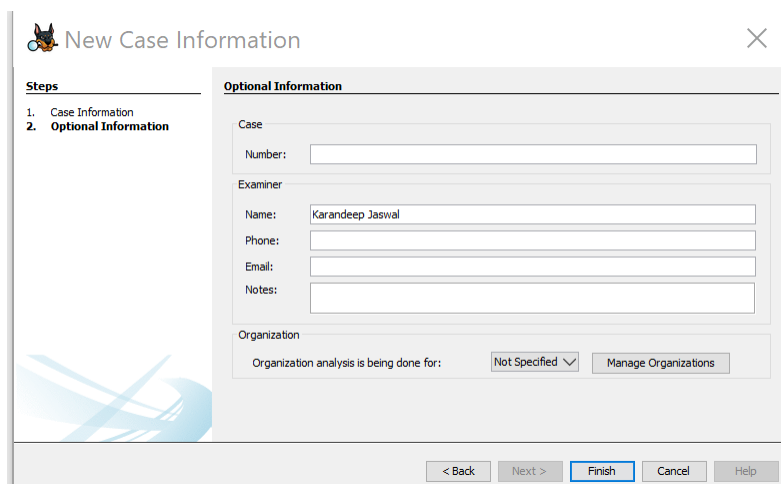 New Case Information
Steps
1. Case Information
2. Optional Information
Optional Information
Case
Number:
Examiner
Name: Karandeep Jaswal
Phone:
Email:
Notes:
Organization
Organization analysis is being done for: Not Specified Manage Organizations
< Back Next > Finish Cancel Help